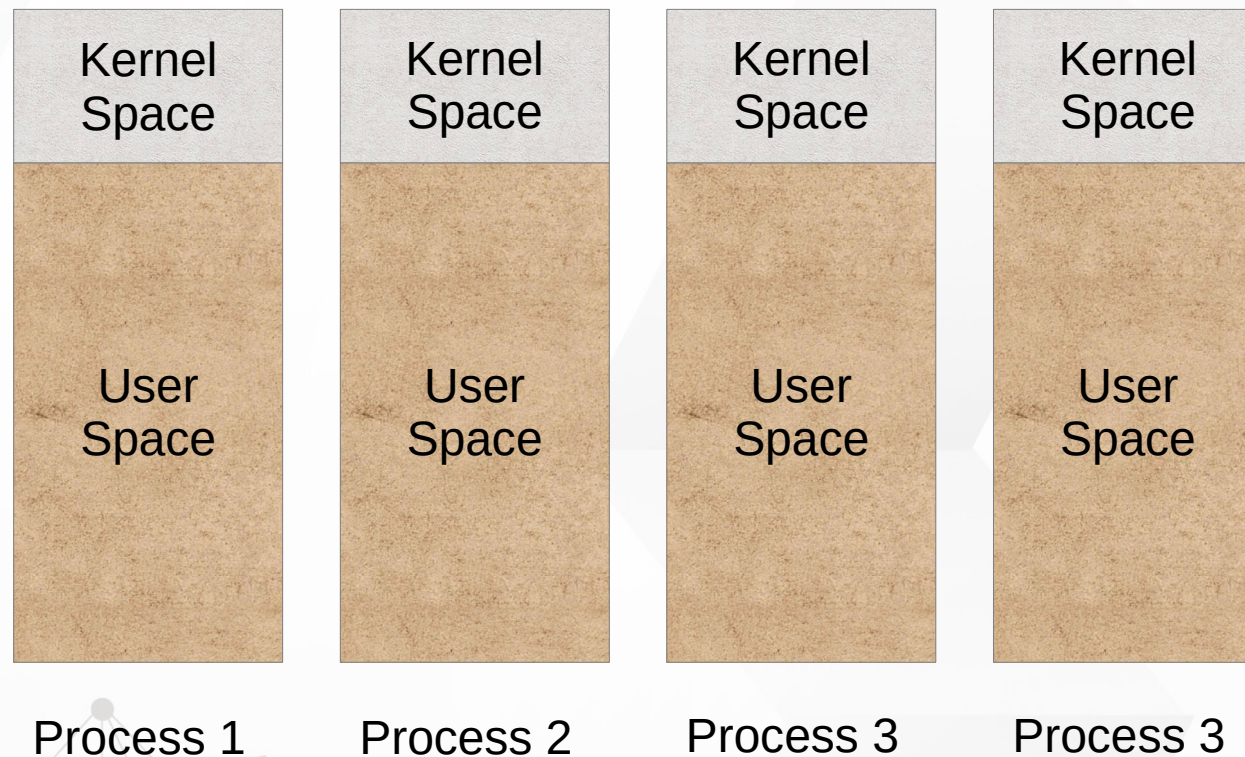 Kernel
Space
Kernel
Space
Kernel
Space
Kernel
Space
User
Space
User
Space
User
Space
User
Space
Process 1
Process 2
Process 3
Process 3